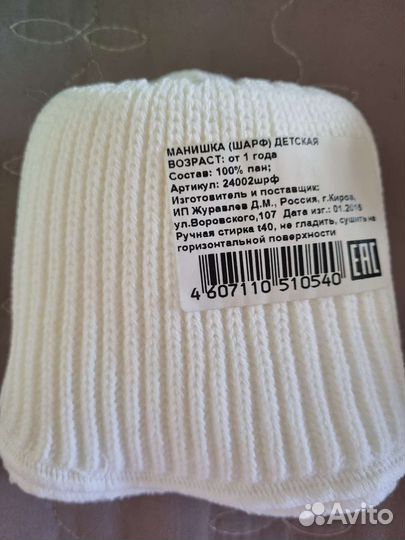 МАНИШКА (ШАРФ) ДЕТСКАЯ
ВОЗРАСТ: от 1 года
Состав: 100% пан;
Артикул: 24002шрф
Изготовитель и поставщик:
ИП Журавлев Д.М., Россия, г.Киров,
ул.Воровского,107 Дата изг.: 01.2016
Ручная стирка t40, не гладить, сушить на
горизонтальной поверхности
4 607110 510540
EAC
Avito